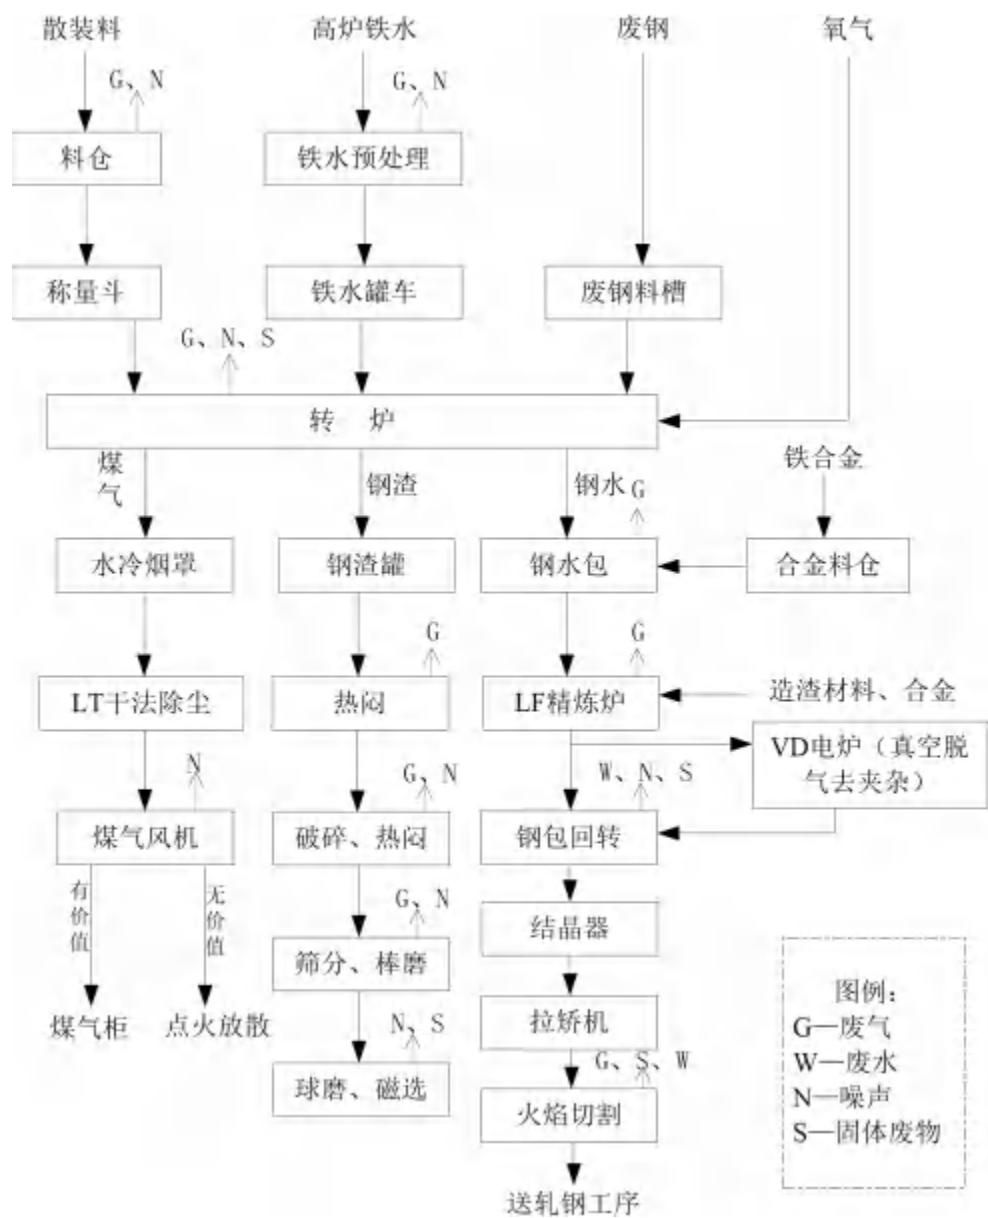 散装料 高炉铁水 废钢 氧气
G、N G、N
料仓 铁水预处理
称量斗 铁水罐车 废钢料槽
G、N、S
转 炉
煤气 钢渣 钢水 G 铁合金
水冷烟罩 钢渣罐 钢水包 合金料仓
G G
LT干法除尘 热闷 LF精炼炉 造渣材料、合金
VD电炉（真空脱
气去夹杂）
N G、N W、N、S
煤气风机 破碎、热闷 钢包回转
有价值 无价值 G、N
结晶器
筛分、棒磨
煤气柜 点火放散 N、S 拉矫机
G、S、W
球磨、磁选 火焰切割
送轧钢工序
图例：
G—废气
W—废水
N—噪声
S—固体废物